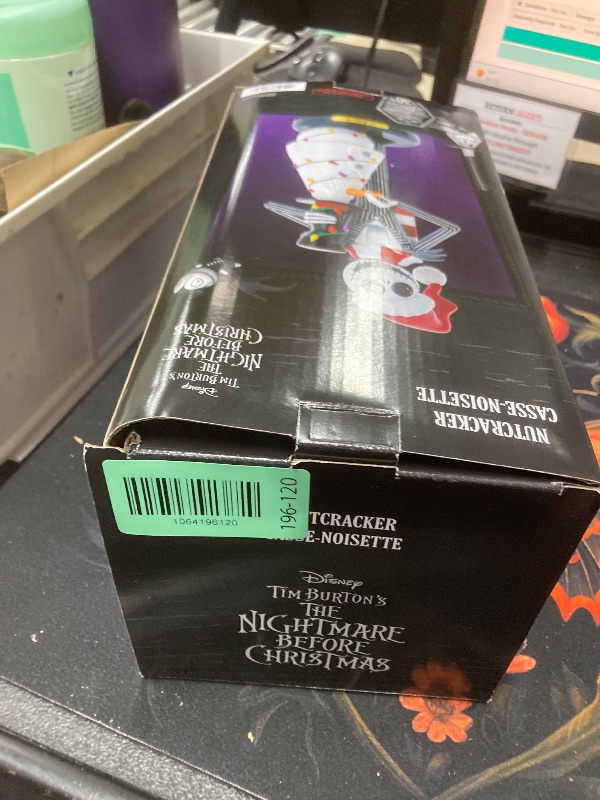 Disney
TIM BURTON'S
THE
NIGHTMARE
BEFORE
CHRISTMAS
NUTCRACKER
CASSE-NOISETTE
1064196120
196-120
TCRACKER
E-NOISETTE
Disney
TIM BURTON'S
THE
NIGHTMARE
BEFORE
CHRISTMAS
RETURN ALERT!